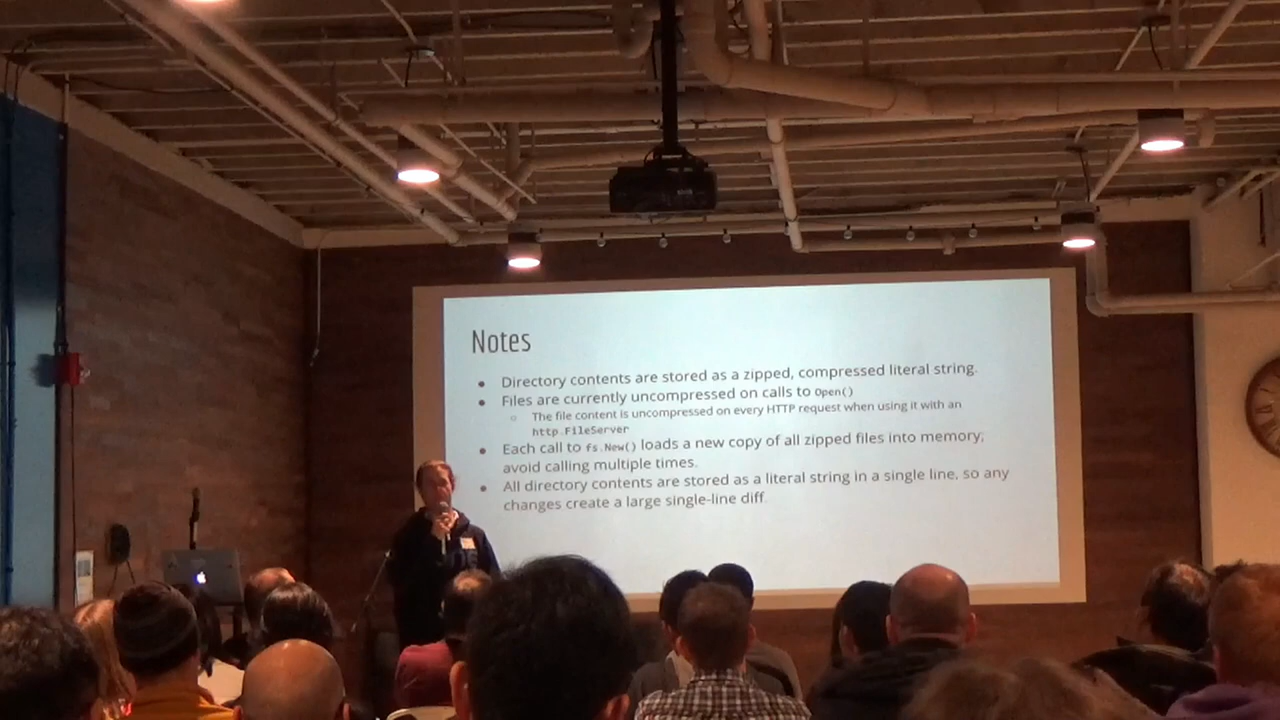 Notes
● Directory contents are stored as a zipped, compressed literal string.
● Files are currently uncompressed on calls to Open()
○ The file content is uncompressed on every HTTP request when using it with an
http.FileServer
● Each call to fs.New() loads a new copy of all zipped files into memory;
avoid calling multiple times.
● All directory contents are stored as a literal string in a single line, so any
changes create a large single-line diff.